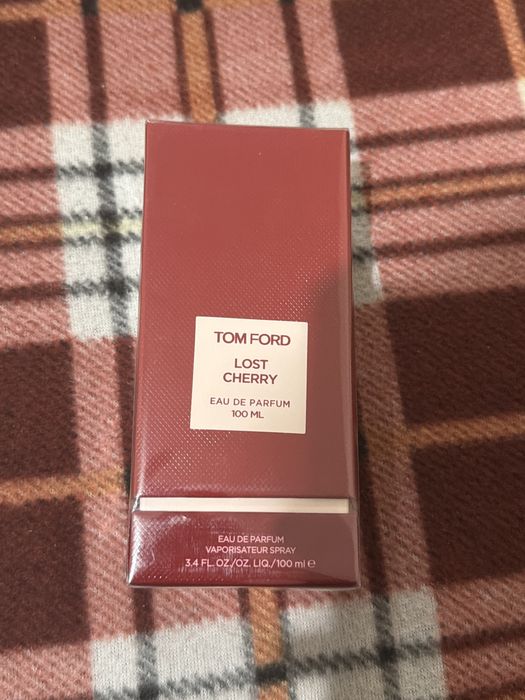 TOM FORD
LOST
CHERRY
EAU DE PARFUM
100 ML
EAU DE PARFUM
VAPORISATEUR SPRAY
3.4 FL. OZ./OZ. LIQ./100 ml ℮